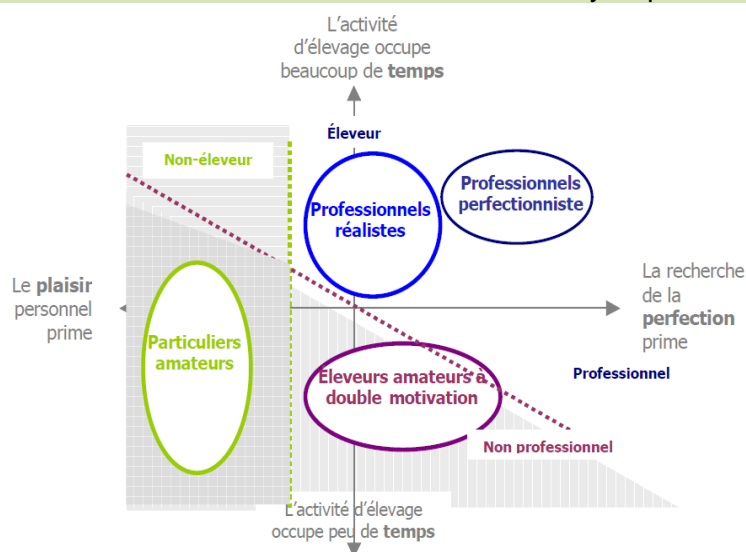 L'activité
d'élevage occupe
beaucoup de temps
Éleveur
Non-éleveur
Professionnels
perfectionniste
Professionnels
réalistes
Le plaisir
personnel
prime
La recherche
de la
perfection
prime
Particuliers
amateurs
Eleveurs amateurs à
double motivation
Professionnel
Non professionnel
L'activité d'élevage
occupe peu de temps